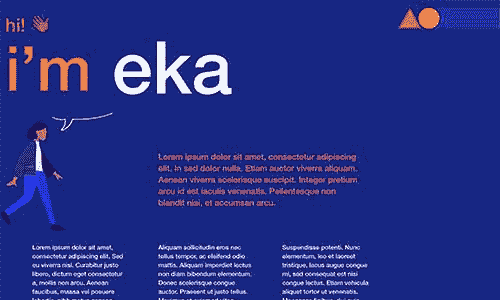 hi!
i'm eka
Lorem ipsum dolor sit amet, consectetur adipiscing
elit. In sed dolor nulla. Etiam auctor viverra aliquam.
Aenean viverra scelerisque suscipit. Integer pretium
arcu id est iaculis venenatis. Pellentesque non
blandit nisi, et accumsan arcu.
Lorem ipsum dolor sit amet,
consectetur adipiscing elit. Sed
eu viverra nisi. Curabitur justo
libero, dictum eget consectetur
a, mollis non arcu. Aenean
faucibus, massa vel posuere
Aliquam sollicitudin eros nec
tellus tempor, ac eleifend odio
mattis. Aliquam imperdiet luctus
non diam bibendum elementum.
Donec scelerisque congue
auctor. Praesent ut justo tellus.
Suspendisse potenti. Nunc
elementum, leo et laoreet
tristique, lacus augue congue
mi, sed consequat est nisi
congue lectus. Donec vehicula
aliquet tortor ut venenatis.